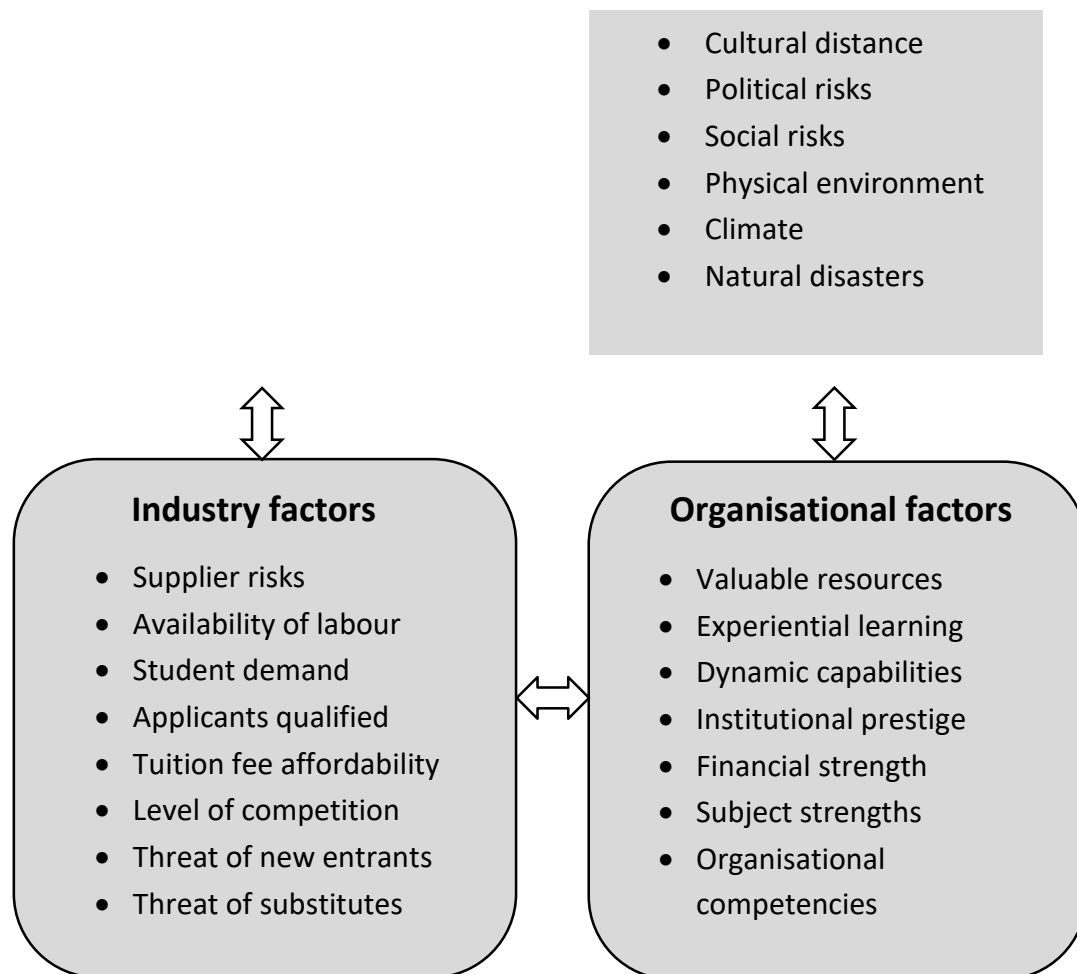 • Cultural distance
• Political risks
• Social risks
• Physical environment
• Climate
• Natural disasters
Industry factors
• Supplier risks
• Availability of labour
• Student demand
• Applicants qualified
• Tuition fee affordability
• Level of competition
• Threat of new entrants
• Threat of substitutes
Organisational factors
• Valuable resources
• Experiential learning
• Dynamic capabilities
• Institutional prestige
• Financial strength
• Subject strengths
• Organisational
competencies